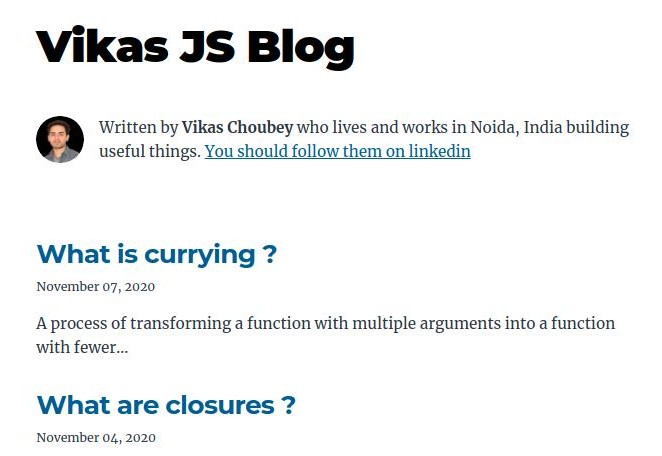 Vikas JS Blog
Written by Vikas Choubey who lives and works in Noida, India building
useful things. You should follow them on linkedin
What is currying ?
November 07, 2020
A process of transforming a function with multiple arguments into a function
with fewer...
What are closures ?
November 04, 2020